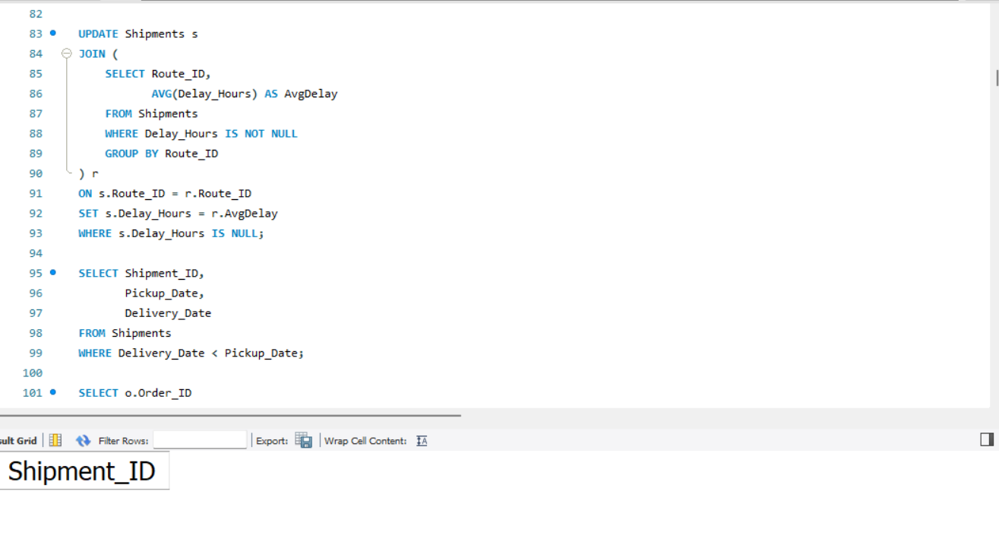 82
83 UPDATE Shipments s
84 JOIN (
85 SELECT Route_ID,
86 AVG(Delay_Hours) AS AvgDelay
87 FROM Shipments
88 WHERE Delay_Hours IS NOT NULL
89 GROUP BY Route_ID
90 ) r
91 ON s.Route_ID = r.Route_ID
92 SET s.Delay_Hours = r.AvgDelay
93 WHERE s.Delay_Hours IS NULL;
94
95 SELECT Shipment_ID,
96 Pickup_Date,
97 Delivery_Date
98 FROM Shipments
99 WHERE Delivery_Date < Pickup_Date;
100
101 SELECT o.Order_ID
sult Grid Filter Rows: Export: Wrap Cell Content: IA
Shipment_ID